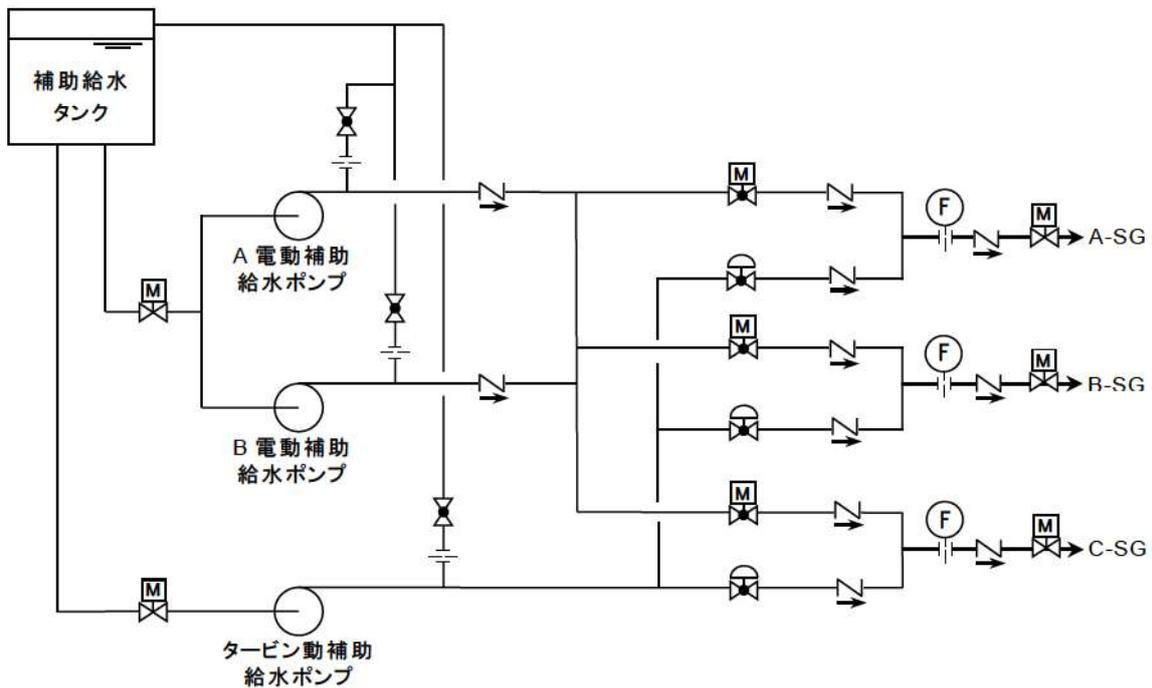 補助給水
タンク
M
F
M
A-SG
A 電動補助
給水ポンプ
M
M
F
M
B-SG
B 電動補助
給水ポンプ
M
F
M
C-SG
M
タービン動補助
給水ポンプ